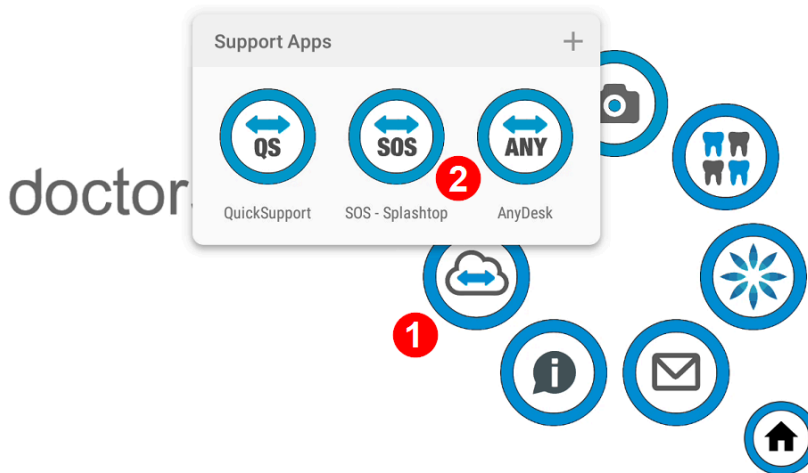 Support Apps
QS
SOS
ANY
2
QuickSupport
SOS - Splashtop
AnyDesk
doctor
1
i